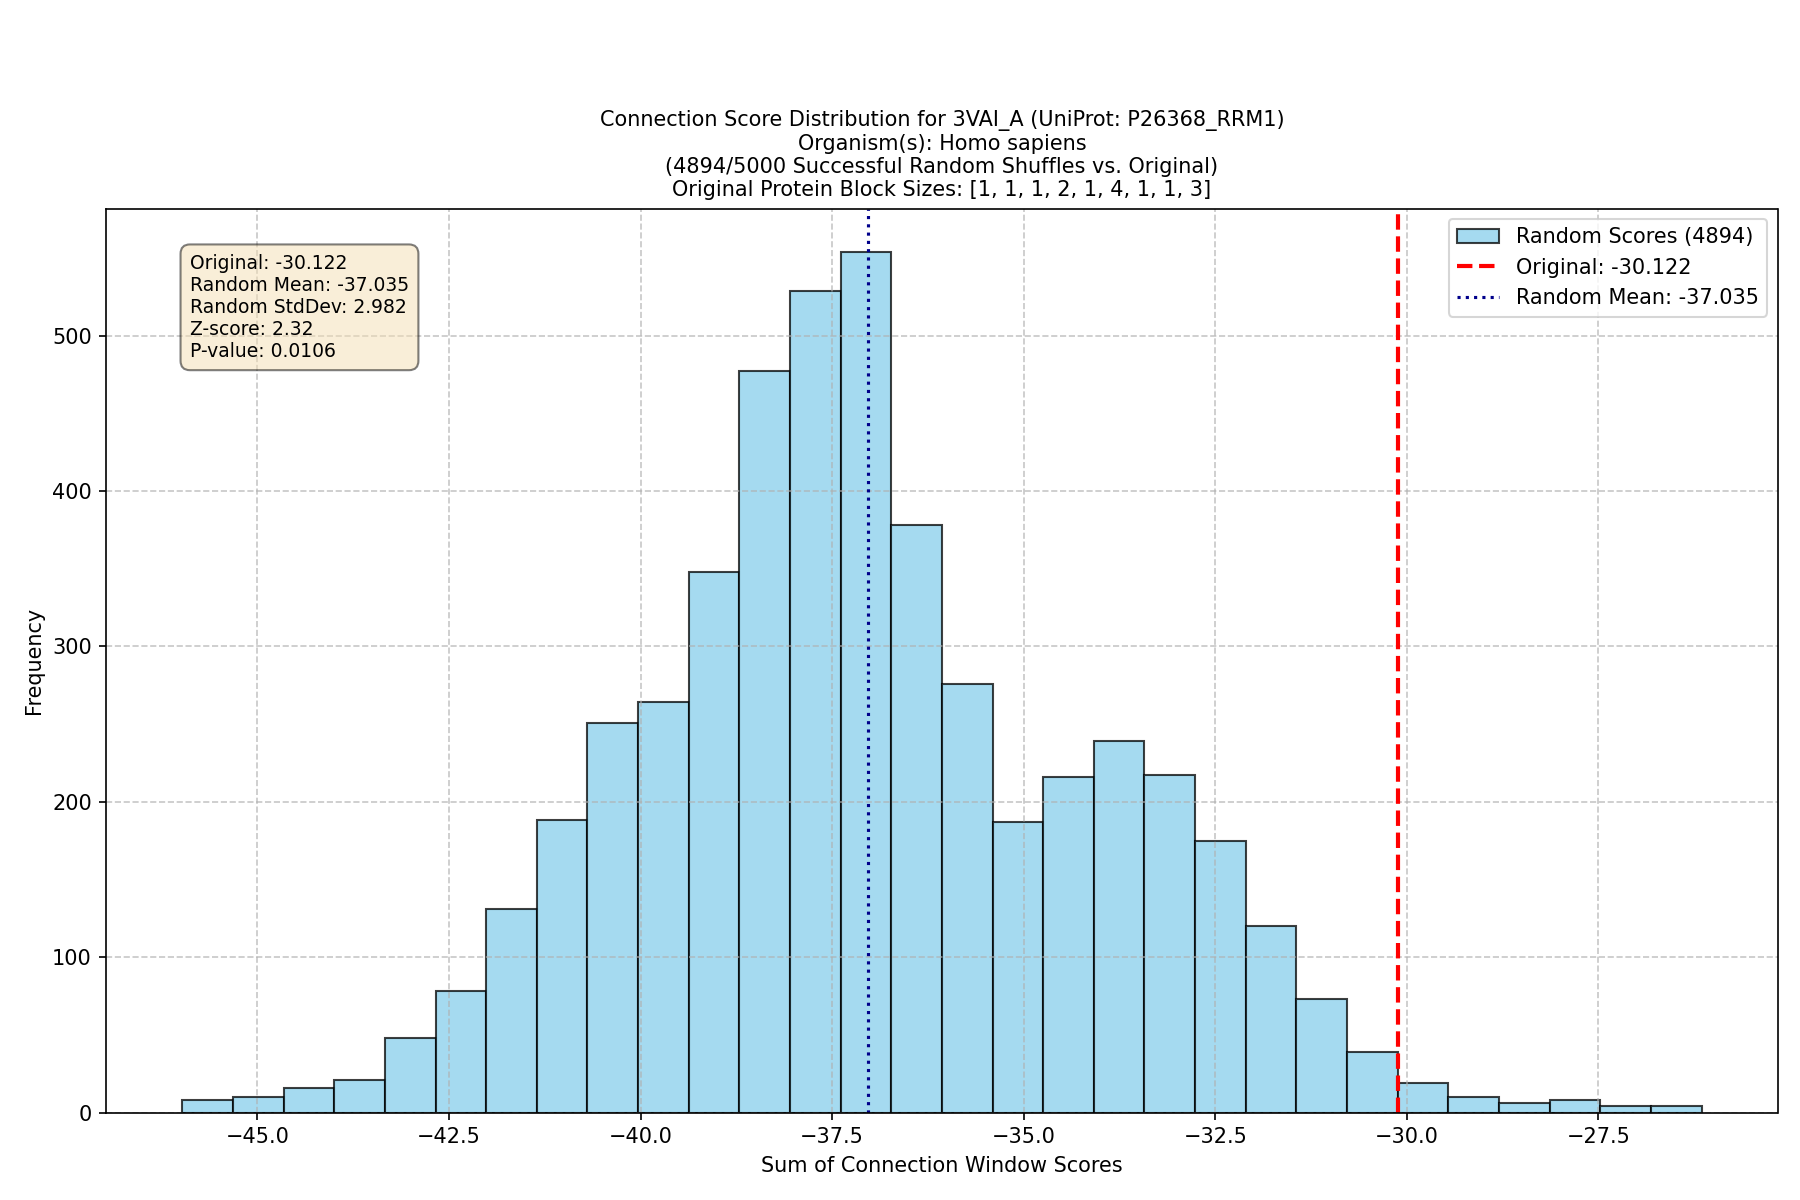 Connection Score Distribution for 3VAI_A (UniProt: P26368_RRM1)
Organism(s): Homo sapiens
(4894/5000 Successful Random Shuffles vs. Original)
Original Protein Block Sizes: [1, 1, 1, 2, 1, 4, 1, 1, 3]
Original: -30.122
Random Mean: -37.035
Random StdDev: 2.982
Z-score: 2.32
P-value: 0.0106
Random Scores (4894)
Original: -30.122
Random Mean: -37.035
Frequency
500
400
300
200
100
0
−45.0 −42.5 −40.0 −37.5 −35.0 −32.5 −30.0 −27.5
Sum of Connection Window Scores